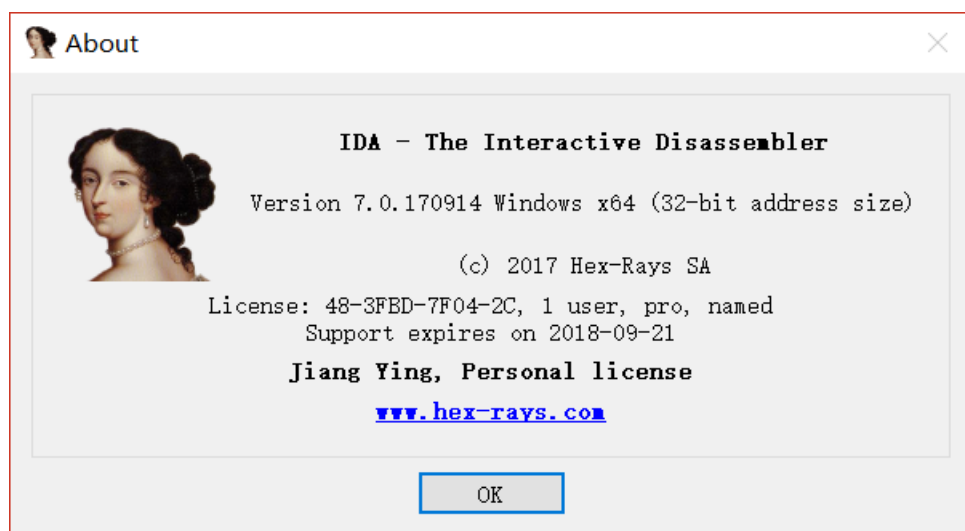 About
IDA - The Interactive Disassembler
Version 7.0.170914 Windows x64 (32-bit address size)
(c) 2017 Hex-Rays SA
License: 48-3FBD-7F04-2C, 1 user, pro, named
Support expires on 2018-09-21
Jiang Ying, Personal license
www.hex-rays.com
OK